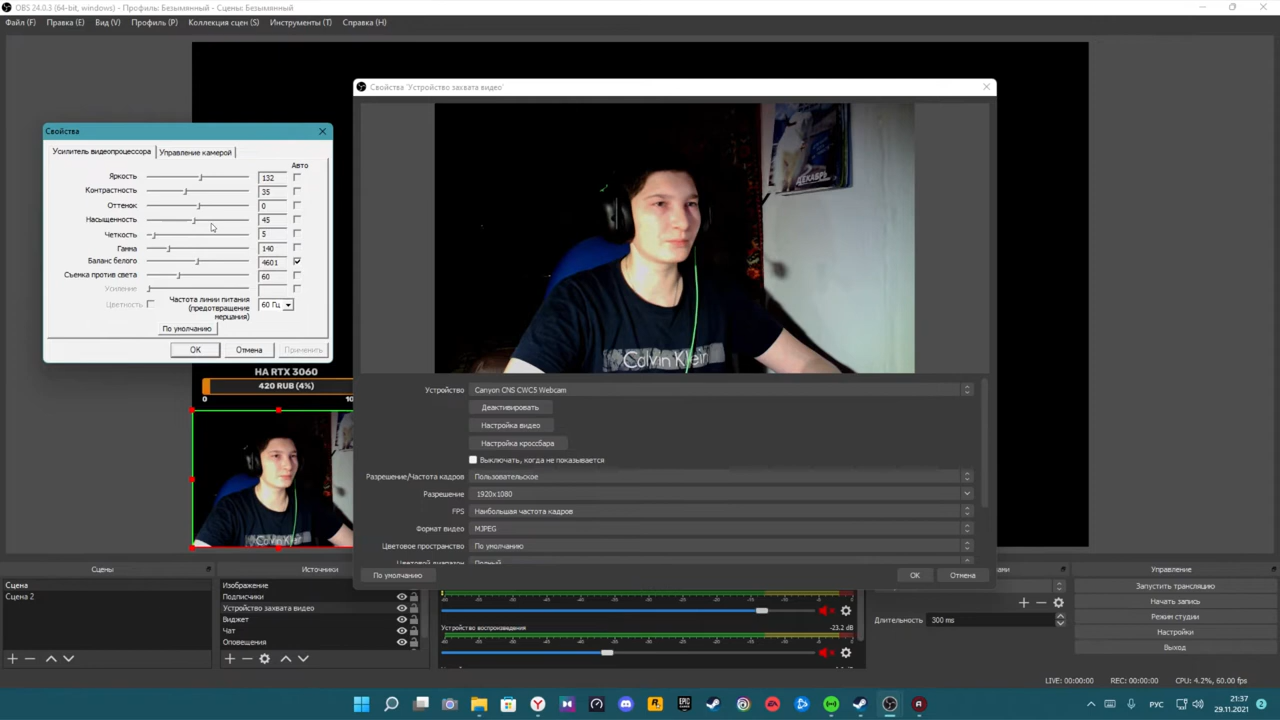 OBS 24.0.3 (64-bit, windows) - Профиль: Безымянный - Сцены: Безымянный
Файл (F) Правка (E) Вид (V) Профиль (P) Коллекция сцен (S) Инструменты (T) Справка (H)
Свойства 'Устройство захвата видео'
Свойства
Усилитель видеопроцессора Управление камерой
Авто
Яркость 132
Контрастность 35
Оттенок 0
Насыщенность 45
Четкость 5
Гамма 140
Баланс белого 4601
Съемка против света 60
Усиление
Цветность Частота линии питания (предотвращение мерцания) 60 Гц
По умолчанию
OK Отмена Применить
ДЕКАБРЬ
Calvin Klein
НА RTX 3060
420 RUB (4%)
0 10
Calvin Klein
Устройство Canyon CNS CWC5 Webcam
Деактивировать
Настройка видео
Настройка кроссбара
Выключать, когда не показывается
Разрешение/Частота кадров Пользовательское
Разрешение 1920x1080
FPS Наибольшая частота кадров
Формат видео MJPEG
Цветовое пространство По умолчанию
Цветовой диапазон Полный
По умолчанию OK Отмена
Сцены
Сцена
Сцена 2
Источники
Изображение
Подписчики
Устройство захвата видео
Виджет
Чат
Оповещения
Устройство воспроизведения -23.2 dB
Длительность 300 ms
Управление
Запустить трансляцию
Начать запись
Режим студии
Настройки
Выход
LIVE: 00:00:00 REC: 00:00:00 CPU: 4.2%, 60.00 fps
РУС
21:37
29.11.2021